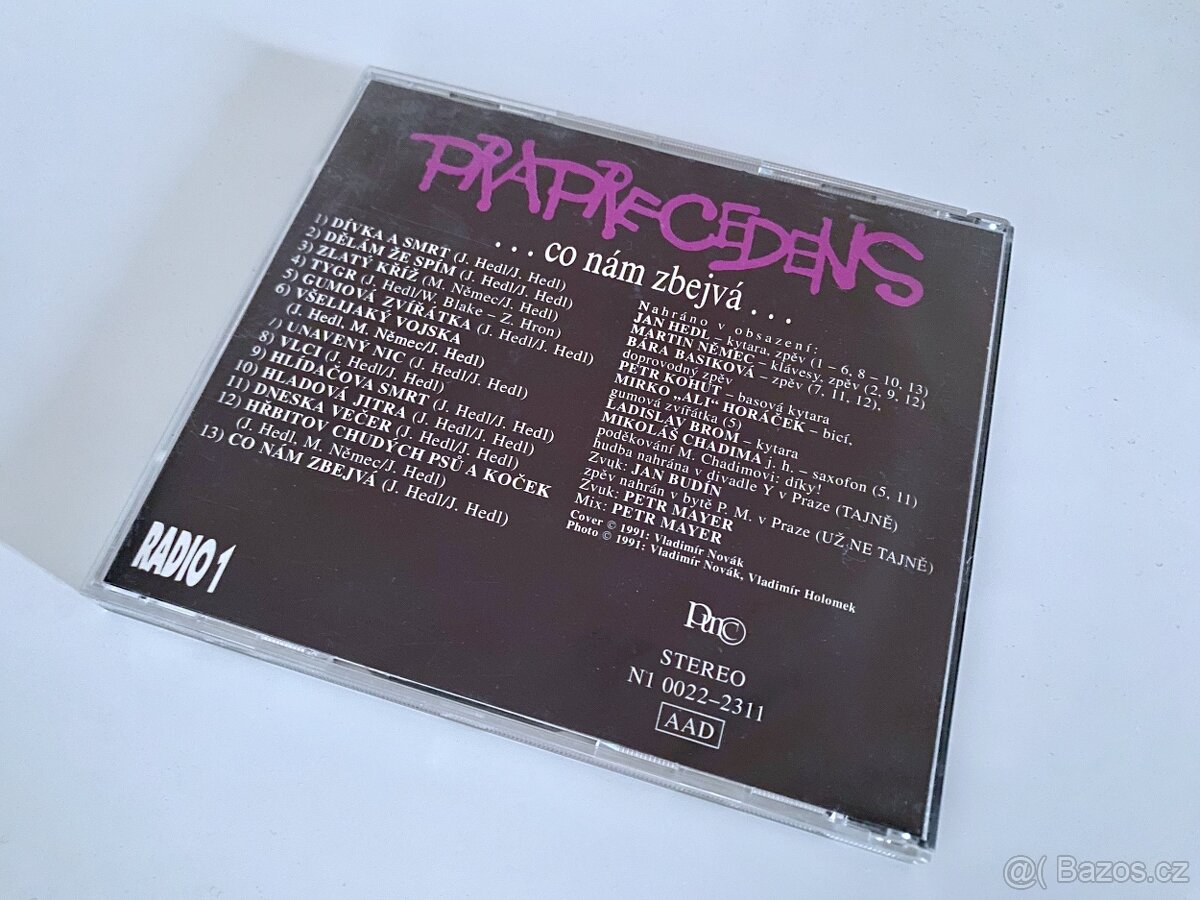 PRAPRECEDENS
...co nám zbejvá...
1) DÍVKA A SMRT (J. Hedl/J. Hedl)
2) DĚLÁM ŽE SPÍM (J. Hedl/J. Hedl)
3) ZLATÝ KŘÍŽ (M. Němec/J. Hedl)
4) TYGR (J. Hedl/W. Blake – Z. Hron)
5) GUMOVÁ ZVÍŘÁTKA (J. Hedl/J. Hedl)
6) VŠELIJAKÝ VOJSKA
(J. Hedl, M. Němec/J. Hedl)
7) UNAVENÝ NIC (J. Hedl/J. Hedl)
8) VLCI (J. Hedl/J. Hedl)
9) HLÍDAČOVA SMRT (J. Hedl/J. Hedl)
10) HLADOVÁ JITRA (J. Hedl/J. Hedl)
11) DNESKA VEČER (J. Hedl/J. Hedl)
12) HŘBITOV CHUDÝCH PSŮ A KOČEK
(J. Hedl, M. Němec/J. Hedl)
13) CO NÁM ZBEJVÁ (J. Hedl/J. Hedl)
Nahráno v obsazení:
JAN HEDL – kytara, zpěv (1 – 6, 8 – 10, 13)
MARTIN NĚMEC – klávesy, zpěv (2, 9, 12)
BÁRA BASIKOVÁ – zpěv (7, 11, 12),
doprovodný zpěv
PETR KOHÚT – basová kytara
MIRKO „ALI“ HORÁČEK – bicí,
gumová zvířátka (5)
LADISLAV BROM – kytara
MIKOLÁŠ CHADIMA j. h. – saxofon (5, 11)
poděkování M. Chadimovi: díky!
hudba nahrána v divadle Y v Praze (TAJNĚ)
Zvuk: JAN BUDÍN
zpěv nahrán v bytě P. M. v Praze (UŽ NE TAJNĚ)
Zvuk: PETR MAYER
Mix: PETR MAYER
Cover © 1991: Vladimír Novák
Photo © 1991: Vladimír Novák, Vladimír Holomek
RADIO 1
STEREO
N1 0022–2311
AAD
@( Bazos.cz